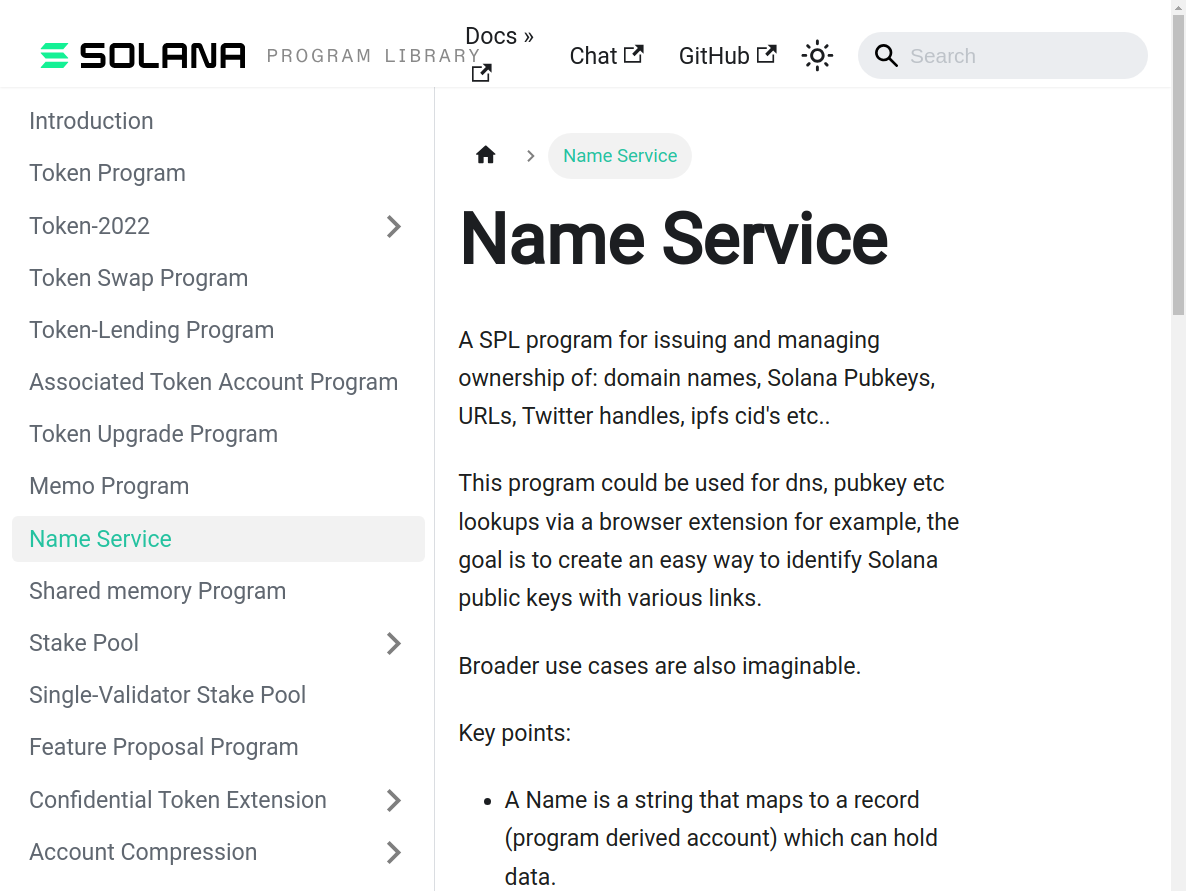 SOLANA PROGRAM LIBRARY
Docs »
Chat
GitHub
Search
Introduction
Token Program
Token-2022
Token Swap Program
Token-Lending Program
Associated Token Account Program
Token Upgrade Program
Memo Program
Name Service
Shared memory Program
Stake Pool
Single-Validator Stake Pool
Feature Proposal Program
Confidential Token Extension
Account Compression
Name Service
Name Service
A SPL program for issuing and managing
ownership of: domain names, Solana Pubkeys,
URLs, Twitter handles, ipfs cid's etc..
This program could be used for dns, pubkey etc
lookups via a browser extension for example, the
goal is to create an easy way to identify Solana
public keys with various links.
Broader use cases are also imaginable.
Key points:
• A Name is a string that maps to a record
(program derived account) which can hold
data.